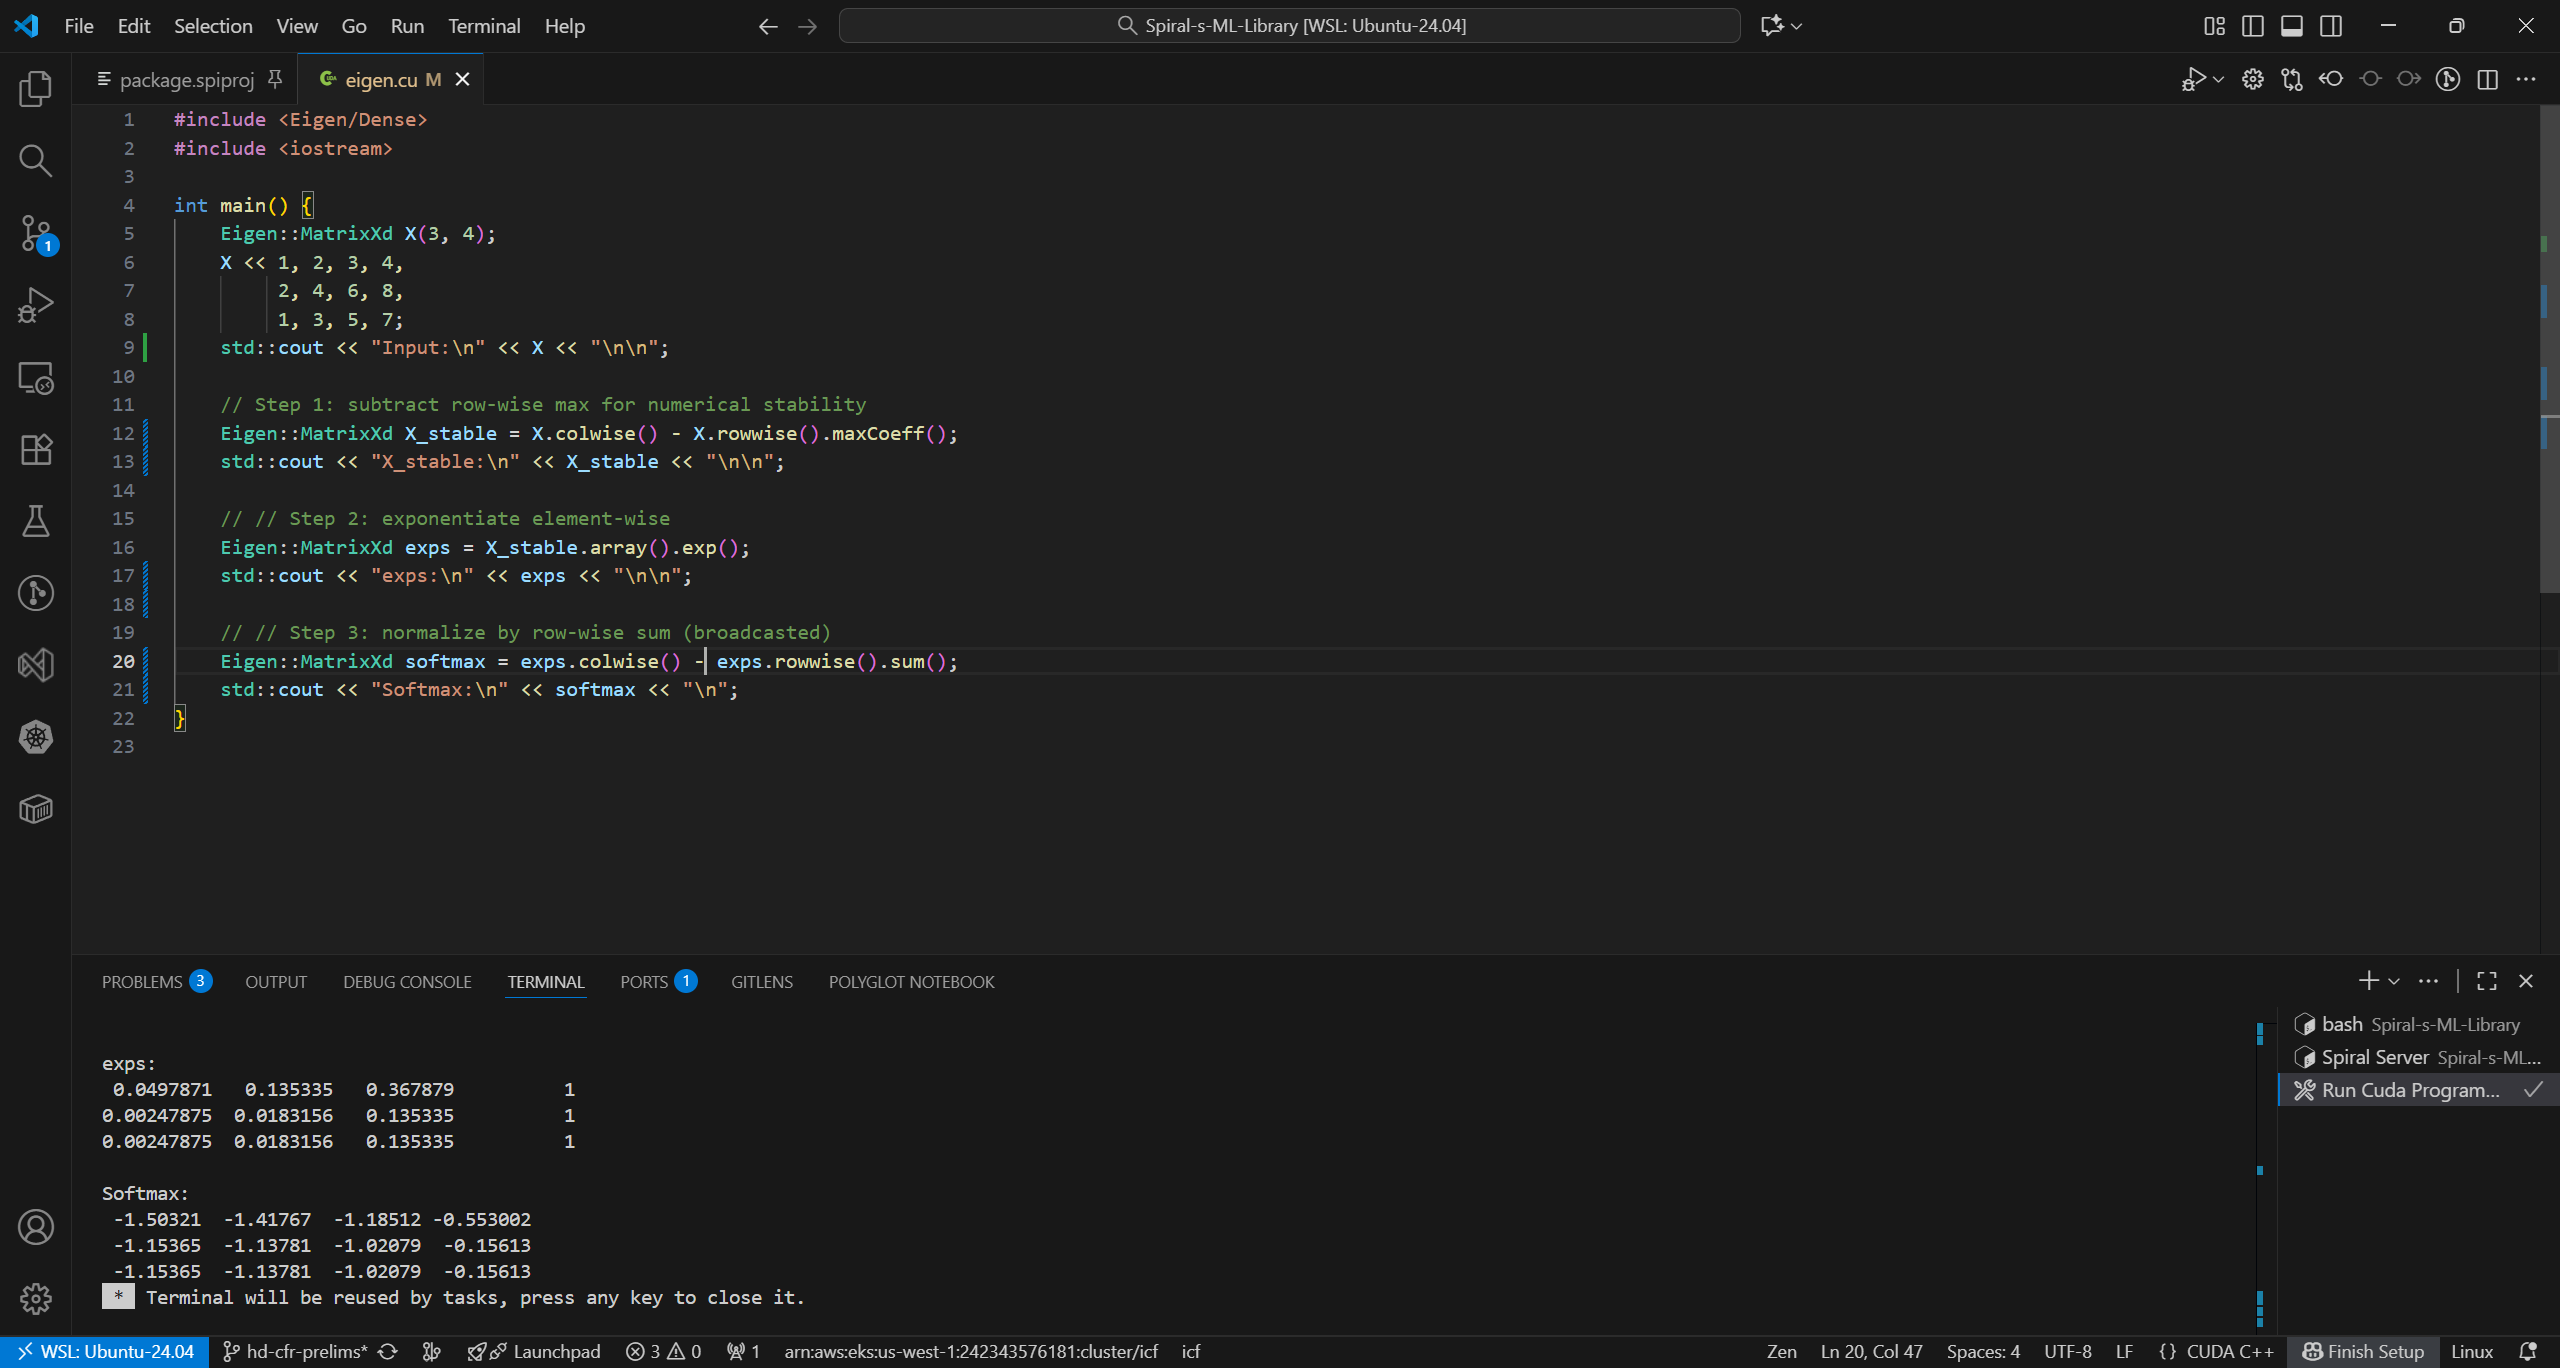 File Edit Selection View Go Run Terminal Help
Spiral-s-ML-Library [WSL: Ubuntu-24.04]
package.spiproj
eigen.cu M
1 #include <Eigen/Dense>
2 #include <iostream>
3
4 int main() {
5 Eigen::MatrixXd X(3, 4);
6 X << 1, 2, 3, 4,
7 2, 4, 6, 8,
8 1, 3, 5, 7;
9 std::cout << "Input:\n" << X << "\n\n";
10
11 // Step 1: subtract row-wise max for numerical stability
12 Eigen::MatrixXd X_stable = X.colwise() - X.rowwise().maxCoeff();
13 std::cout << "X_stable:\n" << X_stable << "\n\n";
14
15 // // Step 2: exponentiate element-wise
16 Eigen::MatrixXd exps = X_stable.array().exp();
17 std::cout << "exps:\n" << exps << "\n\n";
18
19 // // Step 3: normalize by row-wise sum (broadcasted)
20 Eigen::MatrixXd softmax = exps.colwise() - exps.rowwise().sum();
21 std::cout << "Softmax:\n" << softmax << "\n";
22 }
23
1
PROBLEMS 3 OUTPUT DEBUG CONSOLE TERMINAL PORTS 1 GITLENS POLYGLOT NOTEBOOK
exps:
0.0497871 0.135335 0.367879 1
0.00247875 0.0183156 0.135335 1
0.00247875 0.0183156 0.135335 1
Softmax:
-1.50321 -1.41767 -1.18512 -0.553002
-1.15365 -1.13781 -1.02079 -0.15613
-1.15365 -1.13781 -1.02079 -0.15613
* Terminal will be reused by tasks, press any key to close it.
bash Spiral-s-ML-Library
Spiral Server Spiral-s-ML...
Run Cuda Program...
WSL: Ubuntu-24.04 hd-cfr-prelims* Launchpad 3 0 1 arn:aws:eks:us-west-1:242343576181:cluster/icf icf Zen Ln 20, Col 47 Spaces: 4 UTF-8 LF {} CUDA C++ Finish Setup Linux